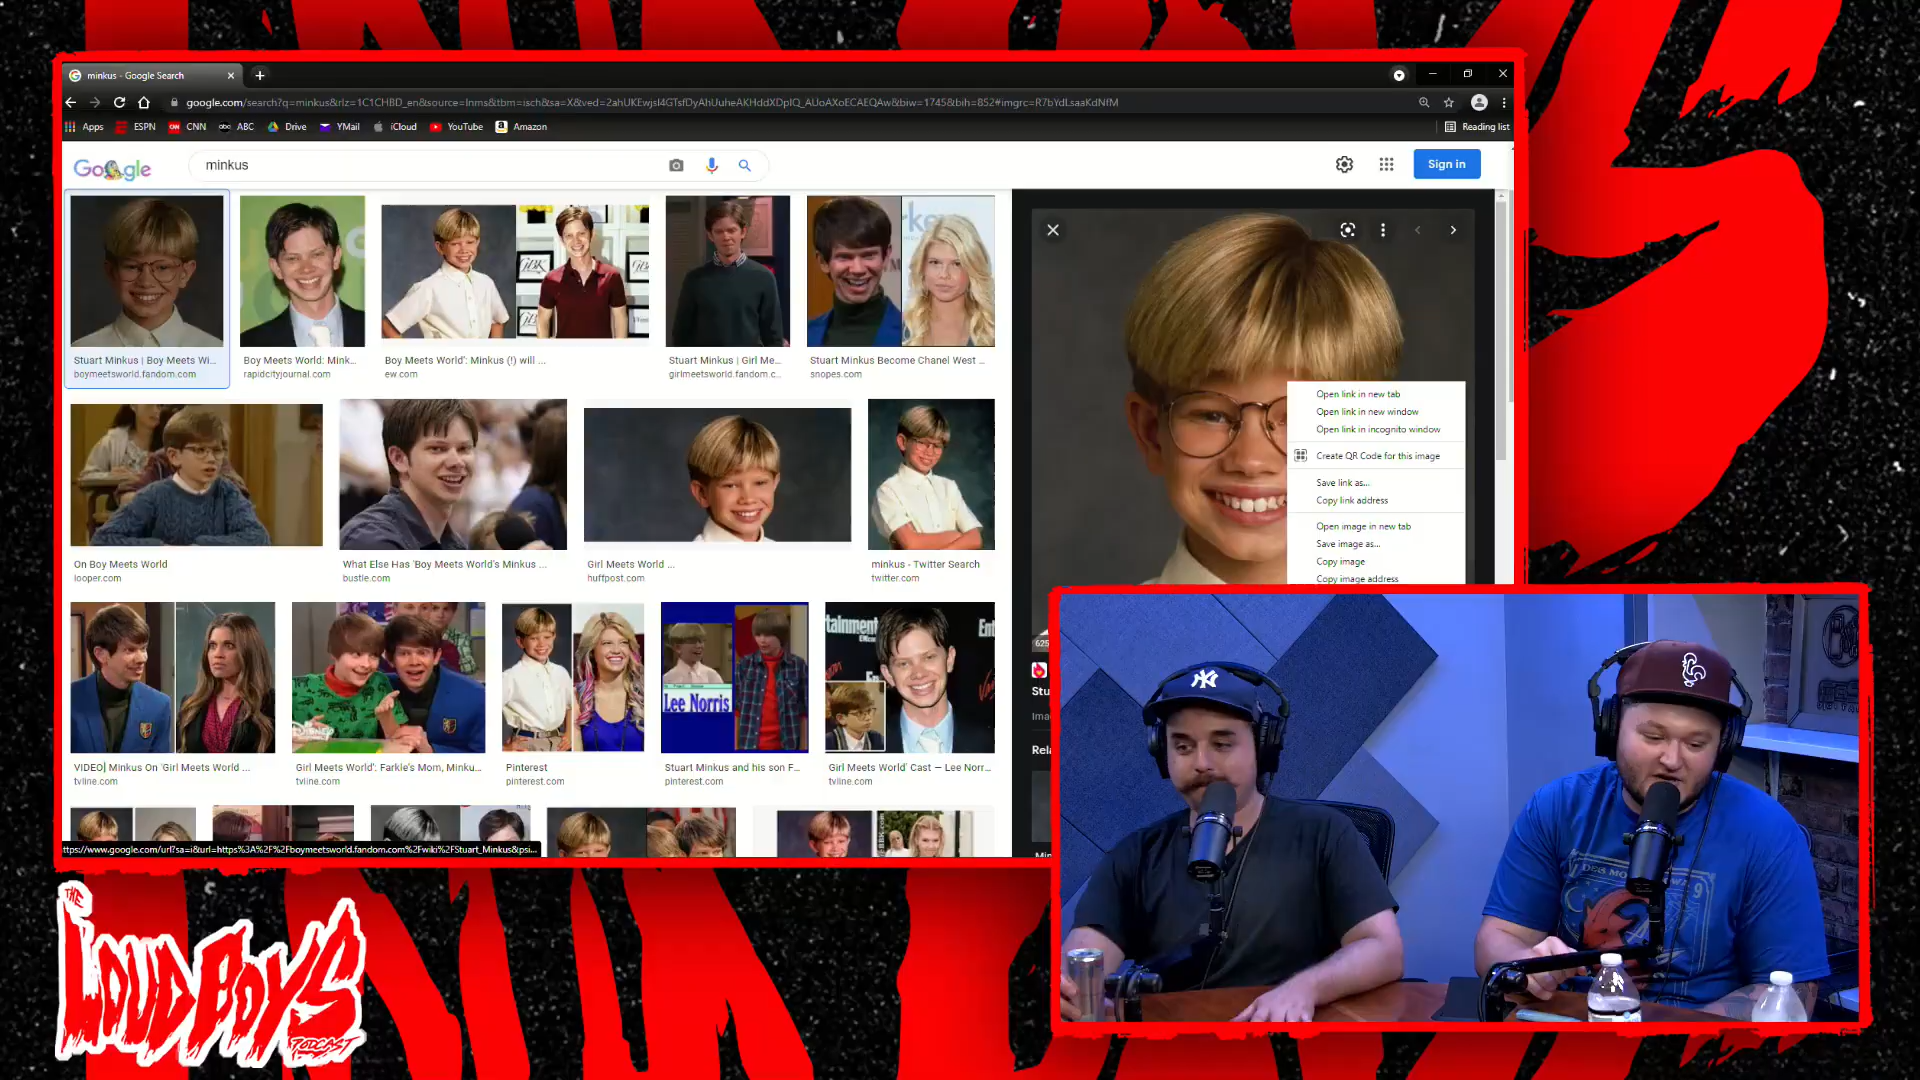 minkus - Google Search
google.com/search?q=minkus&rlz=1C1CHBD_en&source=lnms&tbm=isch&sa=X&ved=2ahUKEwjsI4GTsfDyAhUuheAKHddXDpIQ_AUoAXoECAEQAw&biw=1745&bih=852#imgrc=R7bYdLsaaKdNfM
Apps ESPN CNN ABC Drive YMail iCloud YouTube Amazon Reading list
Google minkus Sign in
Stuart Minkus | Boy Meets Wi...
boymeetsworld.fandom.com
Boy Meets World: Mink...
rapidcityjournal.com
Boy Meets World': Minkus (!) will ...
ew.com
Stuart Minkus | Girl Me...
girlmeetsworld.fandom.c...
Stuart Minkus Become Chanel West ...
snopes.com
On Boy Meets World
looper.com
What Else Has 'Boy Meets World's Minkus ...
bustle.com
Girl Meets World ...
huffpost.com
minkus - Twitter Search
twitter.com
Open link in new tab
Open link in new window
Open link in incognito window
Create QR Code for this image
Save link as...
Copy link address
Open image in new tab
Save image as...
Copy image
Copy image address
Lee Norris
VIDEO| Minkus On 'Girl Meets World ...
tvline.com
Girl Meets World': Farkle's Mom, Minku...
tvline.com
Pinterest
pinterest.com
Stuart Minkus and his son F...
pinterest.com
Girl Meets World' Cast — Lee Norr...
tvline.com
625
Stu
Ima
Rela
ttps://www.google.com/url?sa=i&url=https%3A%2F%2Fboymeetsworld.fandom.com%2Fwiki%2FStuart_Minkus&psi...
THE
LOUD BOYS
PODCAST
NY